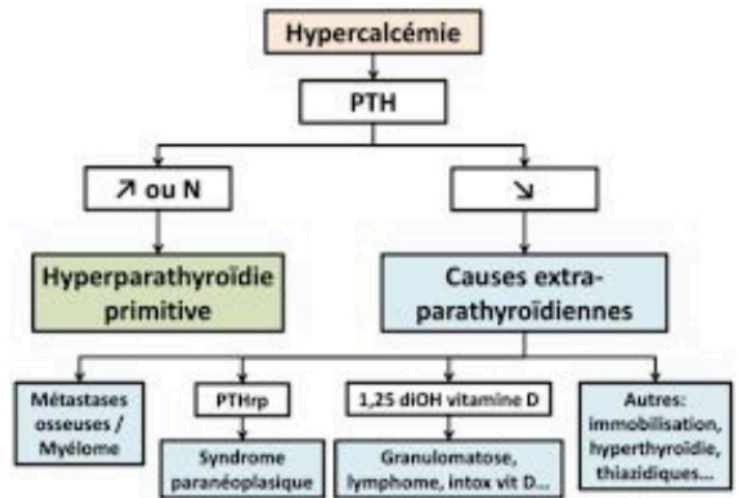 Hypercalcémie
PTH
↗ ou N
↘
Hyperparathyroïdie
primitive
Causes extra-
parathyroïdiennes
Métastases
osseuses /
Myélome
PTHrp
Syndrome
paranéoplasique
1,25 diOH vitamine D
Granulomatose,
lymphome, intox vit D...
Autres:
immobilisation,
hyperthyroïdie,
thiazidiques...